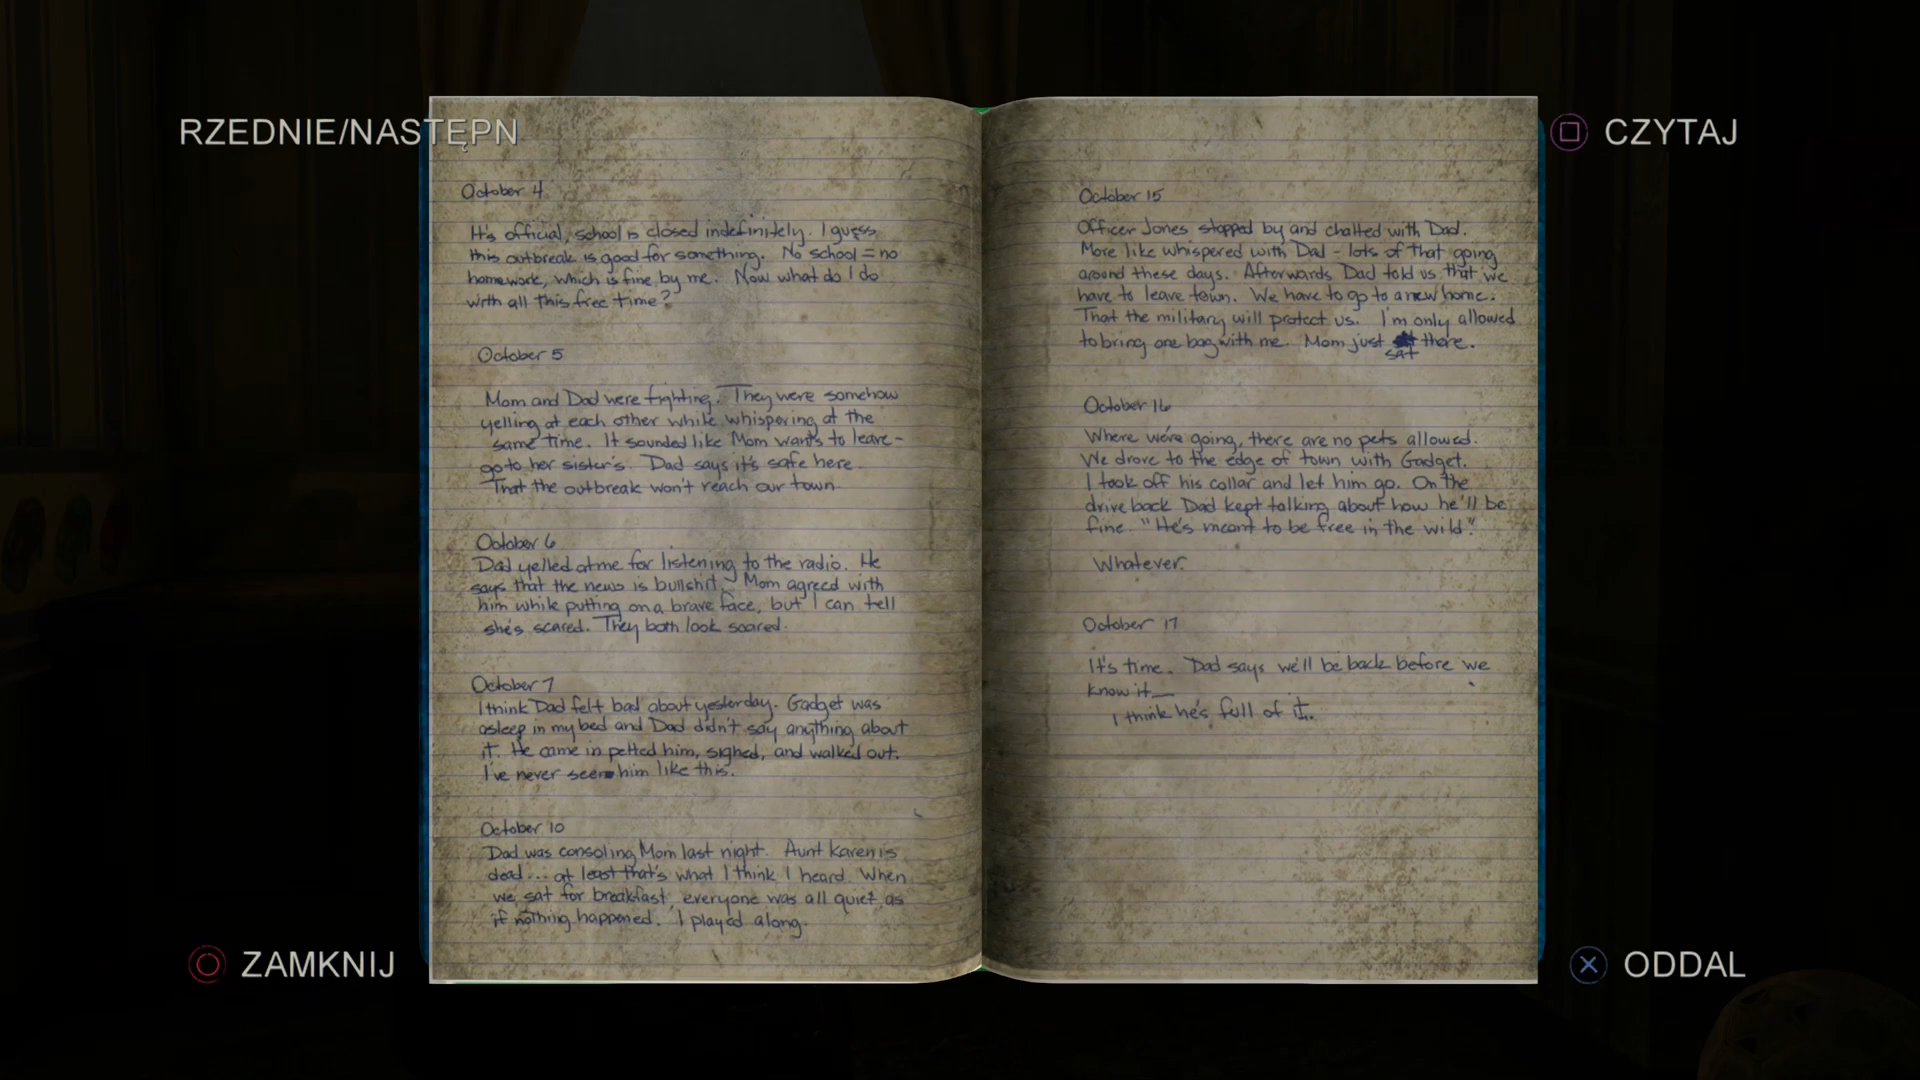 RZEDNIE/NASTĘPN
CZYTAJ
October 4
It's official, school is closed indefinitely. I guess
this outbreak is good for something. No school = no
homework, which is fine by me. Now what do I do
with all this free time?
October 5
Mom and Dad were fighting. They were somehow
yelling at each other while whispering at the
same time. It sounded like Mom wants to leave -
go to her sister's. Dad says it's safe here.
That the outbreak won't reach our town.
October 6
Dad yelled at me for listening to the radio. He
says that the news is bullshit. Mom agreed with
him while putting on a brave face, but I can tell
she's scared. They both look scared.
October 7
I think Dad felt bad about yesterday. Gadget was
asleep in my bed and Dad didn't say anything about
it. He came in petted him, sighed, and walked out.
I've never seen him like this.
October 10
Dad was consoling Mom last night. Aunt Karen is
dead... at least that's what I think I heard. When
we sat for breakfast, everyone was all quiet, as
if nothing happened. I played along.
October 15
Officer Jones stopped by and chatted with Dad.
More like whispered with Dad - lots of that going
around these days. Afterwards Dad told us that we
have to leave town. We have to go to a new home.
That the military will protect us. I'm only allowed
to bring one bag with me. Mom just sat there.
October 16
Where we're going, there are no pets allowed.
We drove to the edge of town with Gadget.
I took off his collar and let him go. On the
drive back Dad kept talking about how he'll be
fine. "He's meant to be free in the wild."
Whatever.
October 17
It's time. Dad says we'll be back before we
know it—
I think he's full of it.
ZAMKNIJ
ODDAL